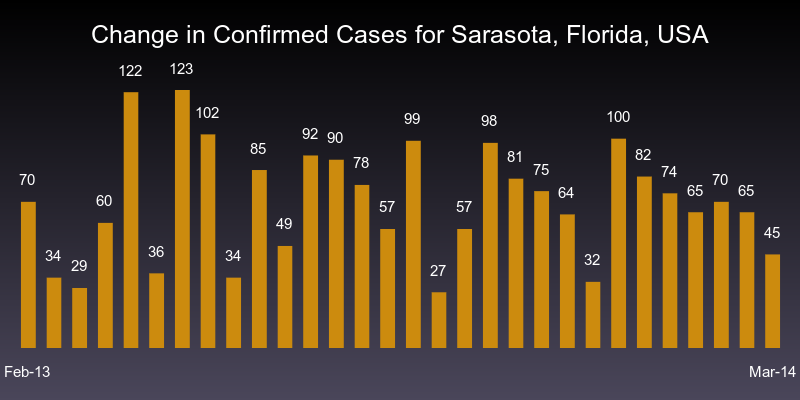 Change in Confirmed Cases for Sarasota, Florida, USA
70 34 29 60 122 36 123 102 34 85 49 92 90 78 57 99 27 57 98 81 75 64 32 100 82 74 65 70 65 45
Feb-13 Mar-14